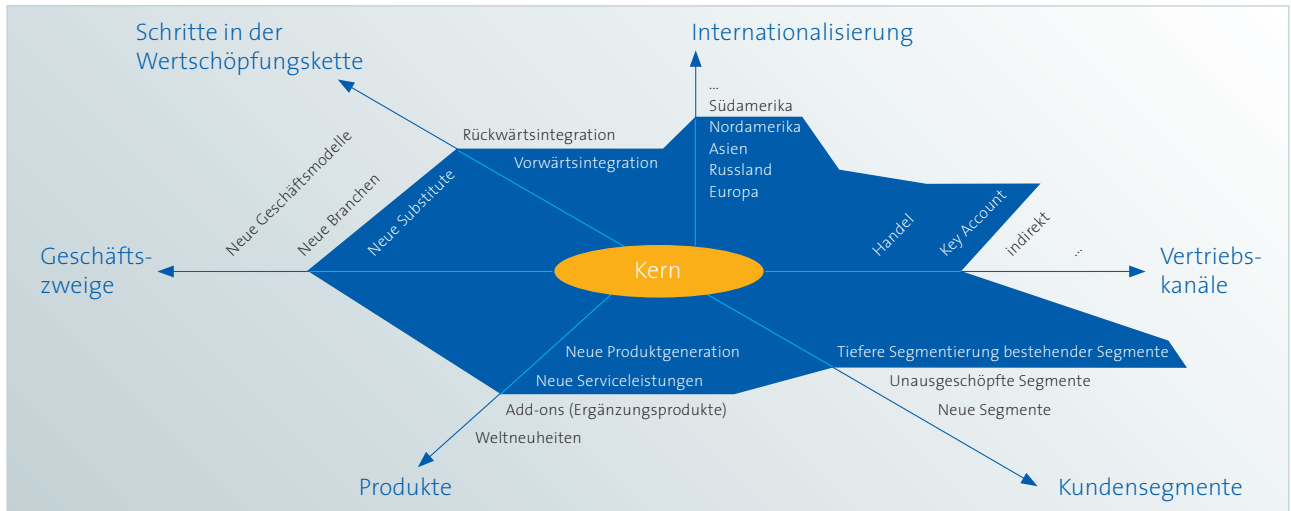 Schritte in der
Wertschöpfungskette
Internationalisierung
...
Südamerika
Nordamerika
Asien
Russland
Europa
Rückwärtsintegration
Vorwärtsintegration
Neue Geschäftsmodelle
Neue Branchen
Neue Substitute
Handel
Key Account
indirekt
...
Geschäfts-
zweige
Kern
Vertriebs-
kanäle
Neue Produktgeneration
Neue Serviceleistungen
Add-ons (Ergänzungsprodukte)
Weltneuheiten
Tiefere Segmentierung bestehender Segmente
Unausgeschöpfte Segmente
Neue Segmente
Produkte
Kundensegmente